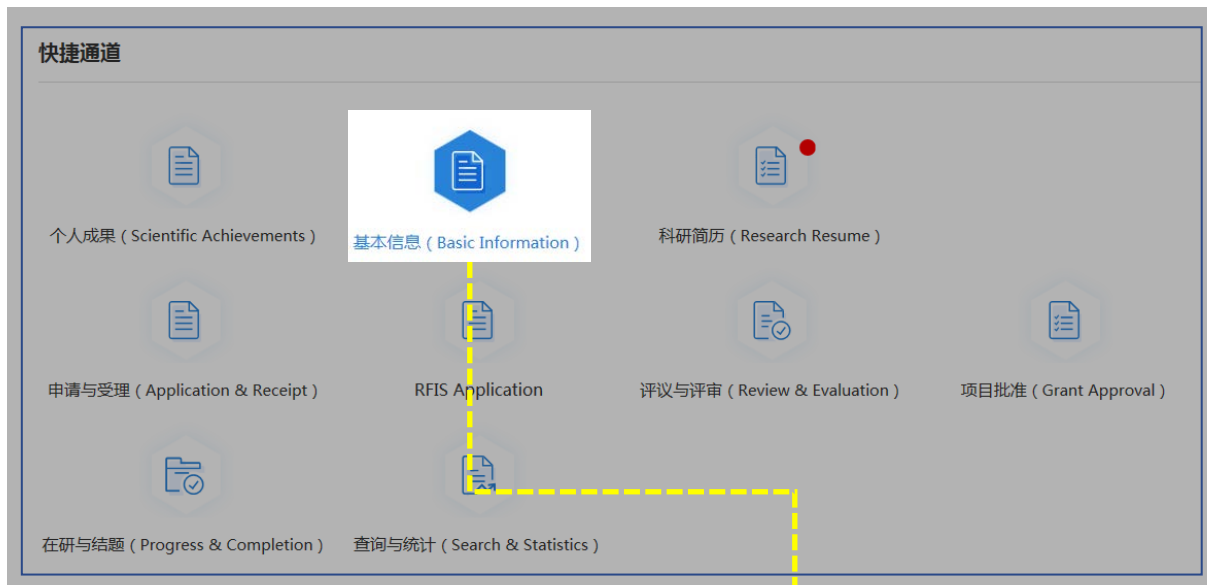 快捷通道
个人成果 ( Scientific Achievements )
基本信息 ( Basic Information )
科研简历 ( Research Resume )
申请与受理 ( Application & Receipt )
RFIS Application
评议与评审 ( Review & Evaluation )
项目批准 ( Grant Approval )
在研与结题 ( Progress & Completion )
查询与统计 ( Search & Statistics )